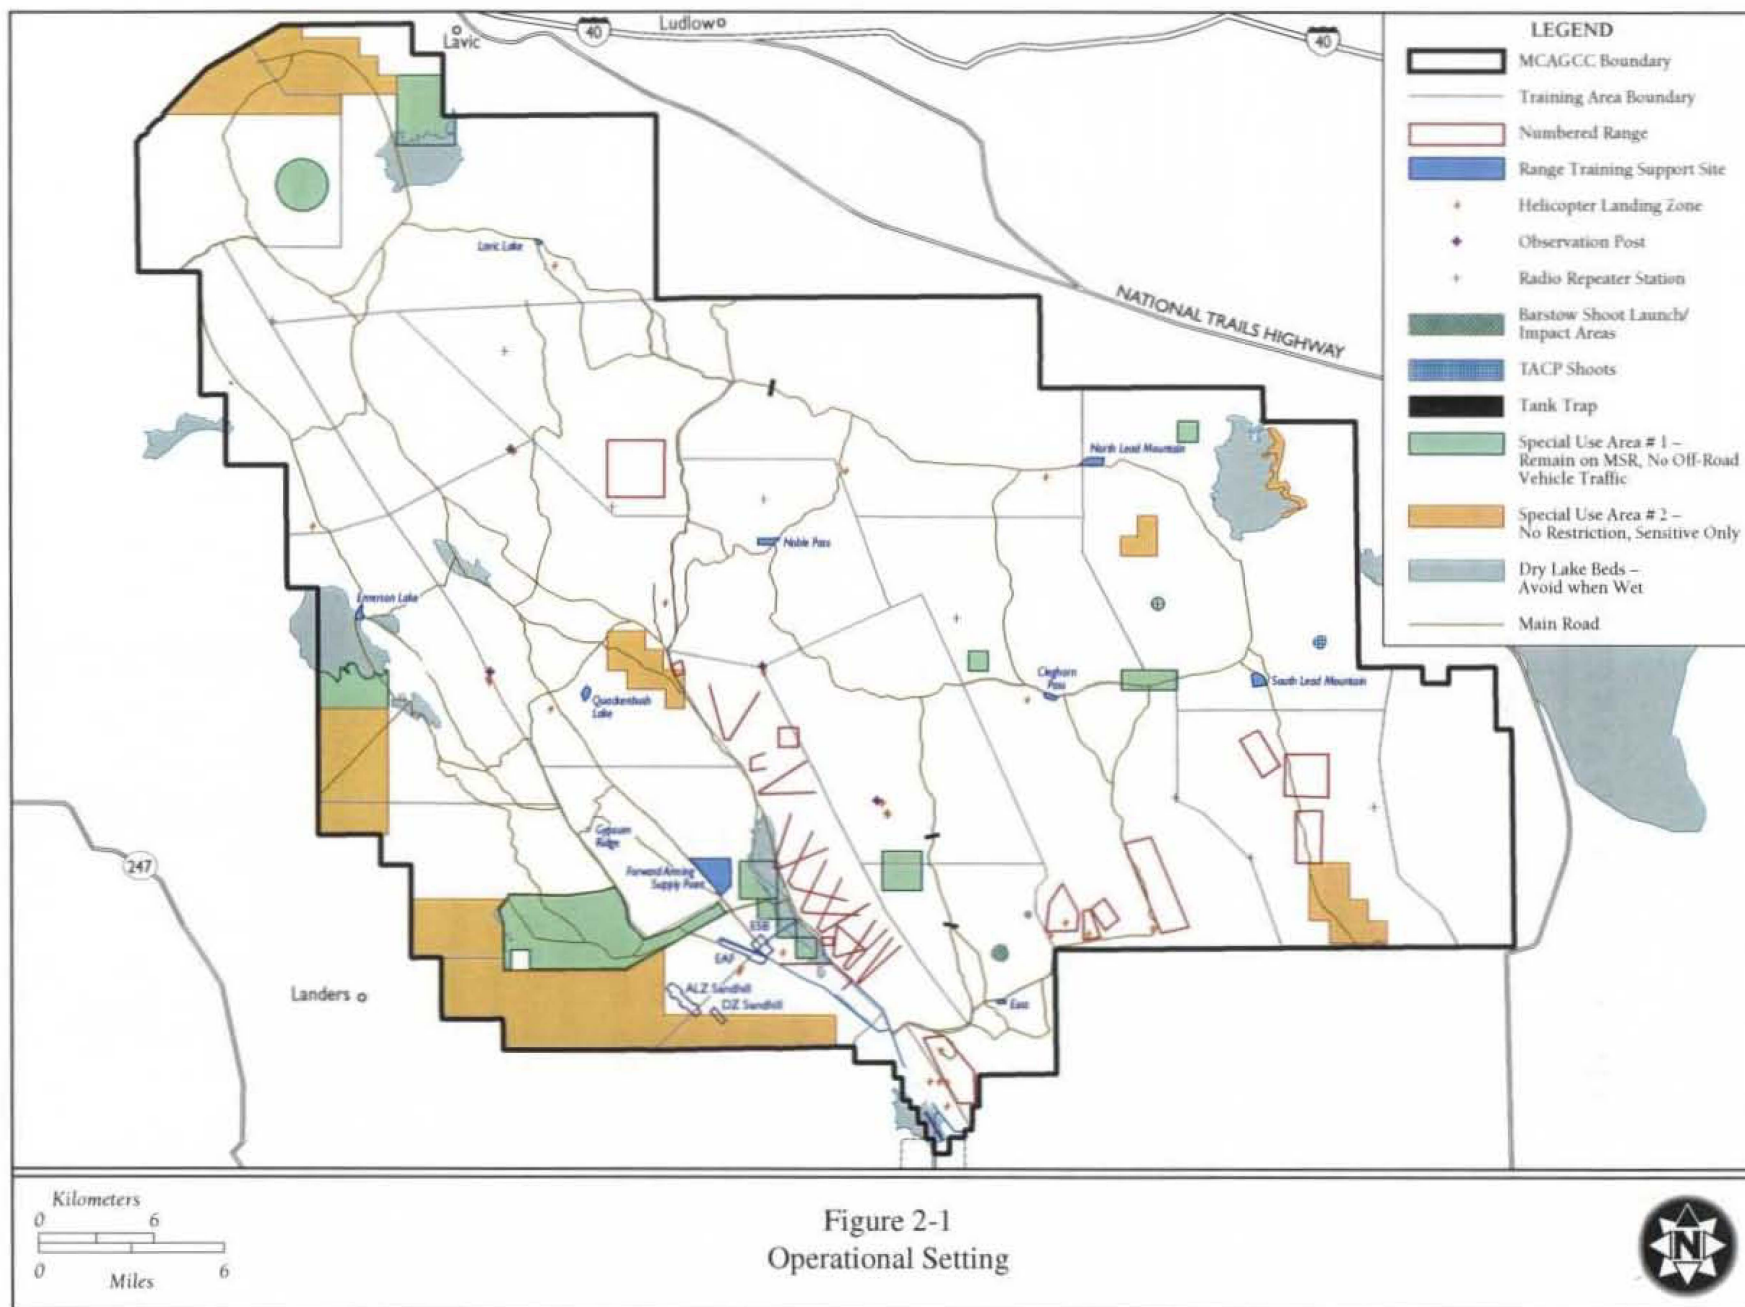 Lavic
40
Ludlow
40
LEGEND
MCAGCC Boundary
Training Area Boundary
Numbered Range
Range Training Support Site
Helicopter Landing Zone
Observation Post
Radio Repeater Station
Barstow Shoot Launch/
Impact Areas
TACP Shoots
Tank Trap
Special Use Area # 1 –
Remain on MSR, No Off-Road
Vehicle Traffic
Special Use Area # 2 –
No Restriction, Sensitive Only
Dry Lake Beds –
Avoid when Wet
Main Road
Lavic Lake
NATIONAL TRAILS HIGHWAY
North Lead Mountain
Noble Pass
Emerson Lake
Quackenbush
Lake
Cleghorn
Pass
South Lead Mountain
Gypsum
Ridge
Forward Arming
Supply Point
247
ESB
EAF
ALZ Sandhill
DZ Sandhill
East
Landers
Kilometers
0 6
0 6
Miles
Figure 2-1
Operational Setting
N